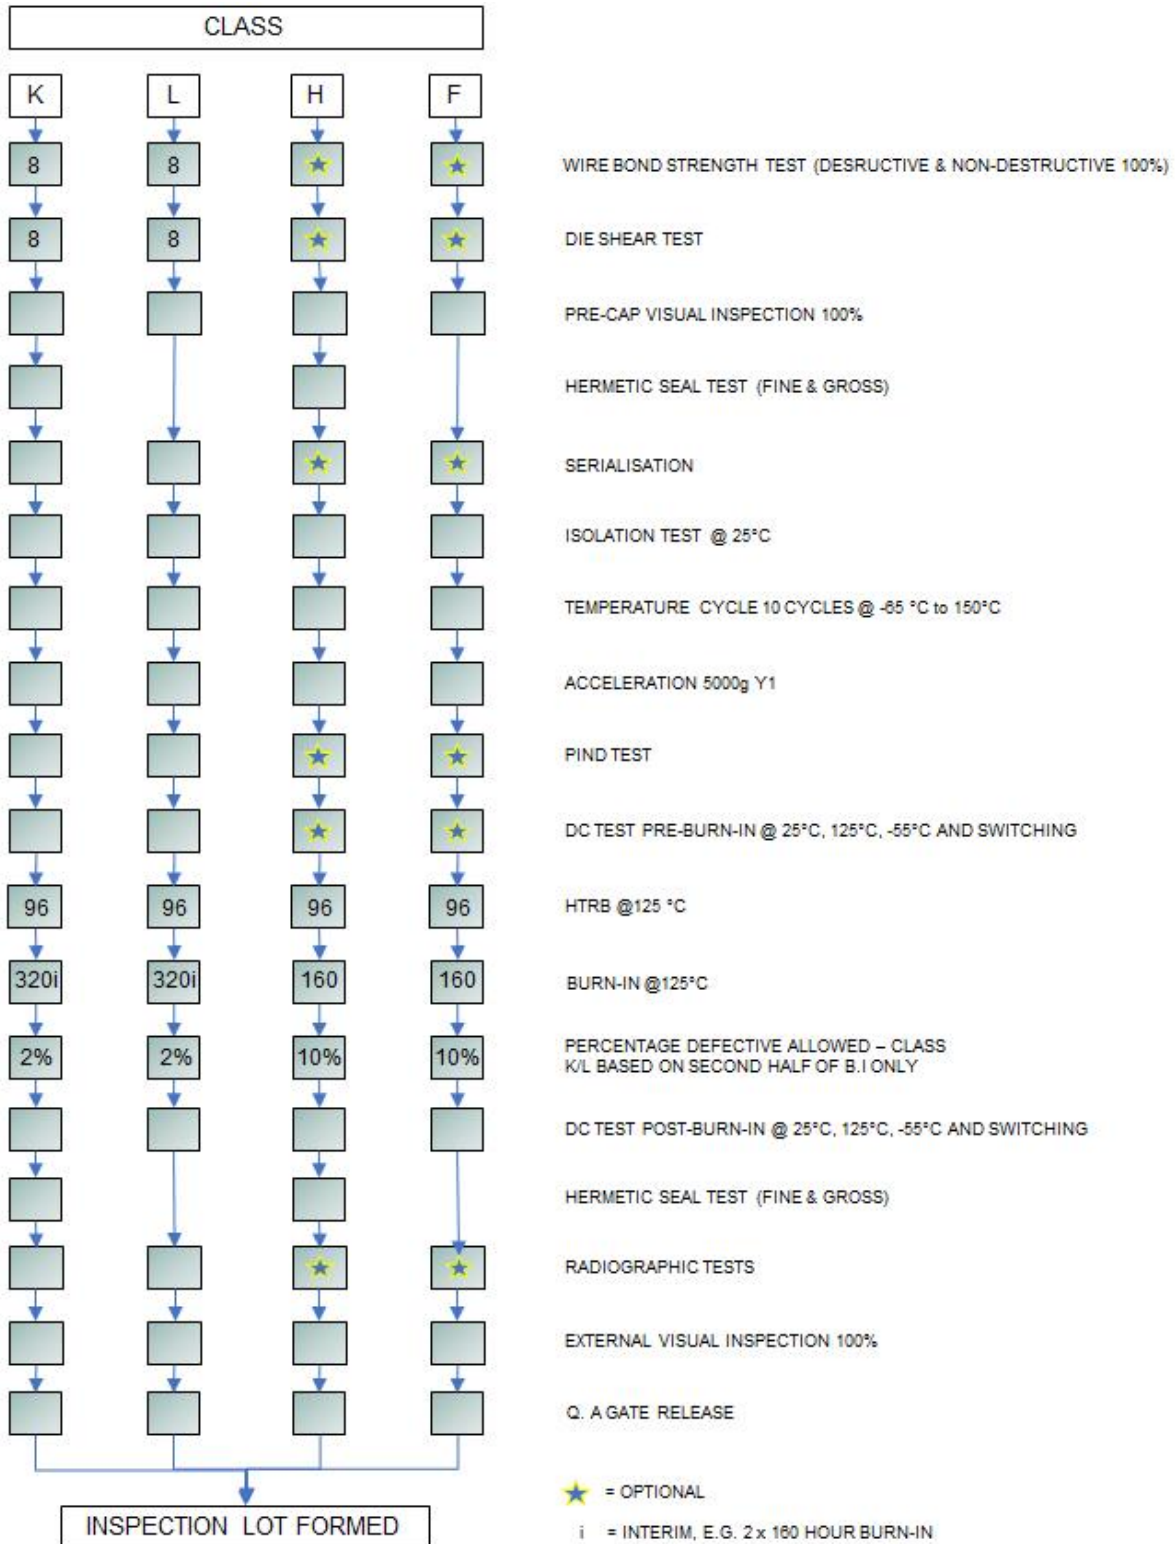 CLASS
K L H F
8 8 WIRE BOND STRENGTH TEST (DESRUCTIVE & NON-DESTRUCTIVE 100%)
8 8 DIE SHEAR TEST
PRE-CAP VISUAL INSPECTION 100%
HERMETIC SEAL TEST (FINE & GROSS)
SERIALISATION
ISOLATION TEST @ 25°C
TEMPERATURE CYCLE 10 CYCLES @ -65 °C to 150°C
ACCELERATION 5000g Y1
PIND TEST
DC TEST PRE-BURN-IN @ 25°C, 125°C, -55°C AND SWITCHING
96 96 96 96 HTRB @125 °C
320i 320i 160 160 BURN-IN @125°C
2% 2% 10% 10% PERCENTAGE DEFECTIVE ALLOWED – CLASS
K/L BASED ON SECOND HALF OF B.I ONLY
DC TEST POST-BURN-IN @ 25°C, 125°C, -55°C AND SWITCHING
HERMETIC SEAL TEST (FINE & GROSS)
RADIOGRAPHIC TESTS
EXTERNAL VISUAL INSPECTION 100%
Q. A GATE RELEASE
= OPTIONAL
INSPECTION LOT FORMED
i = INTERIM, E.G. 2 x 160 HOUR BURN-IN